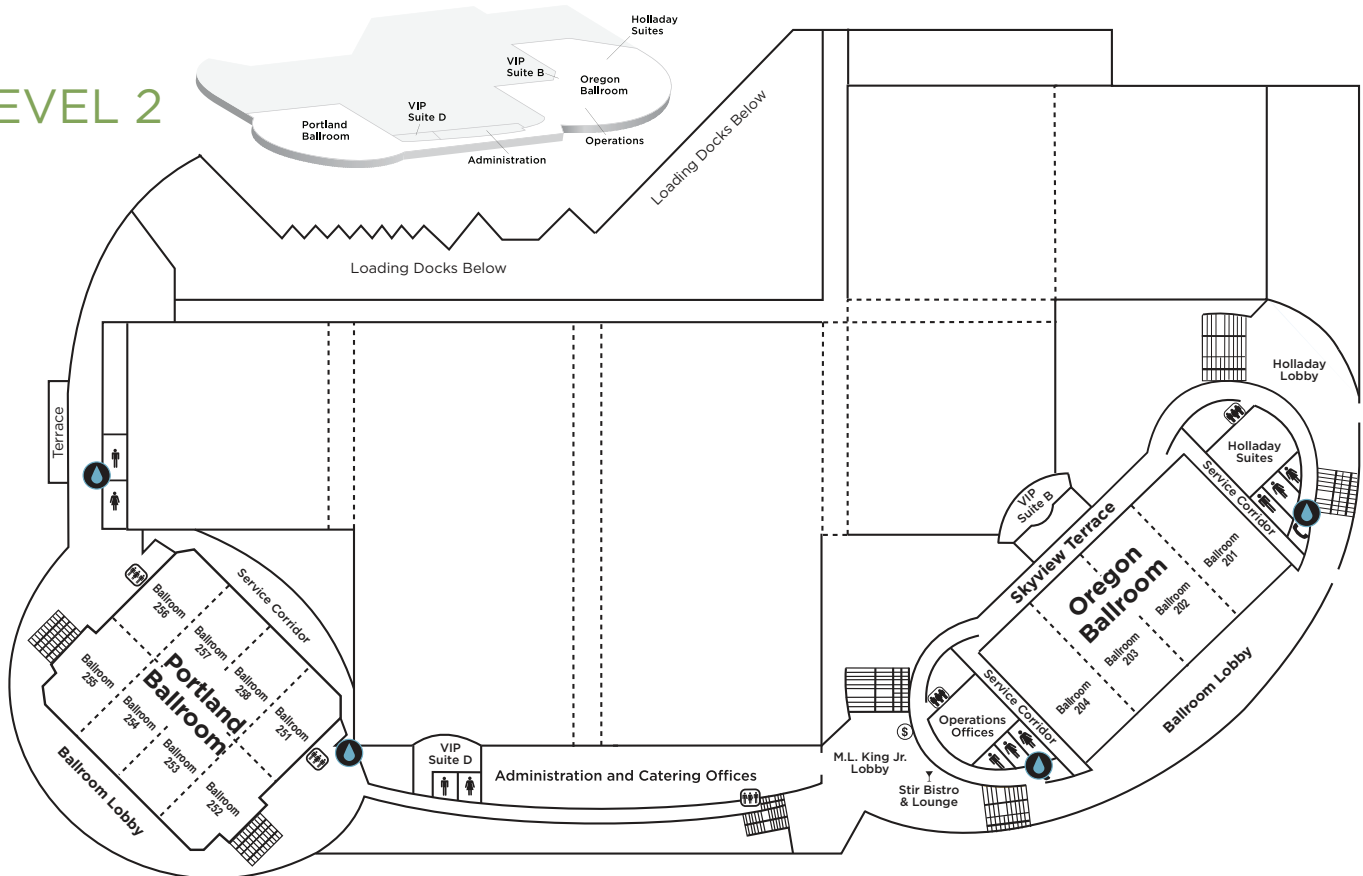 EVEL 2
Holladay
Suites
VIP
Suite B
Oregon
Ballroom
VIP
Suite D
Portland
Ballroom
Operations
Administration
Loading Docks Below
Loading Docks Below
Terrace
Holladay
Lobby
Holladay
Suites
Service Corridor
VIP
Suite B
Skyview Terrace
Oregon
Ballroom
Ballroom
201
Ballroom
202
Ballroom
203
Ballroom
204
Service Corridor
Ballroom Lobby
Operations
Offices
$
M.L. King Jr.
Lobby
Stir Bistro
& Lounge
Service Corridor
Ballroom
256
Ballroom
257
Ballroom
258
Ballroom
251
Portland
Ballroom
Ballroom
255
Ballroom
254
Ballroom
253
Ballroom
252
Ballroom Lobby
VIP
Suite D
Administration and Catering Offices